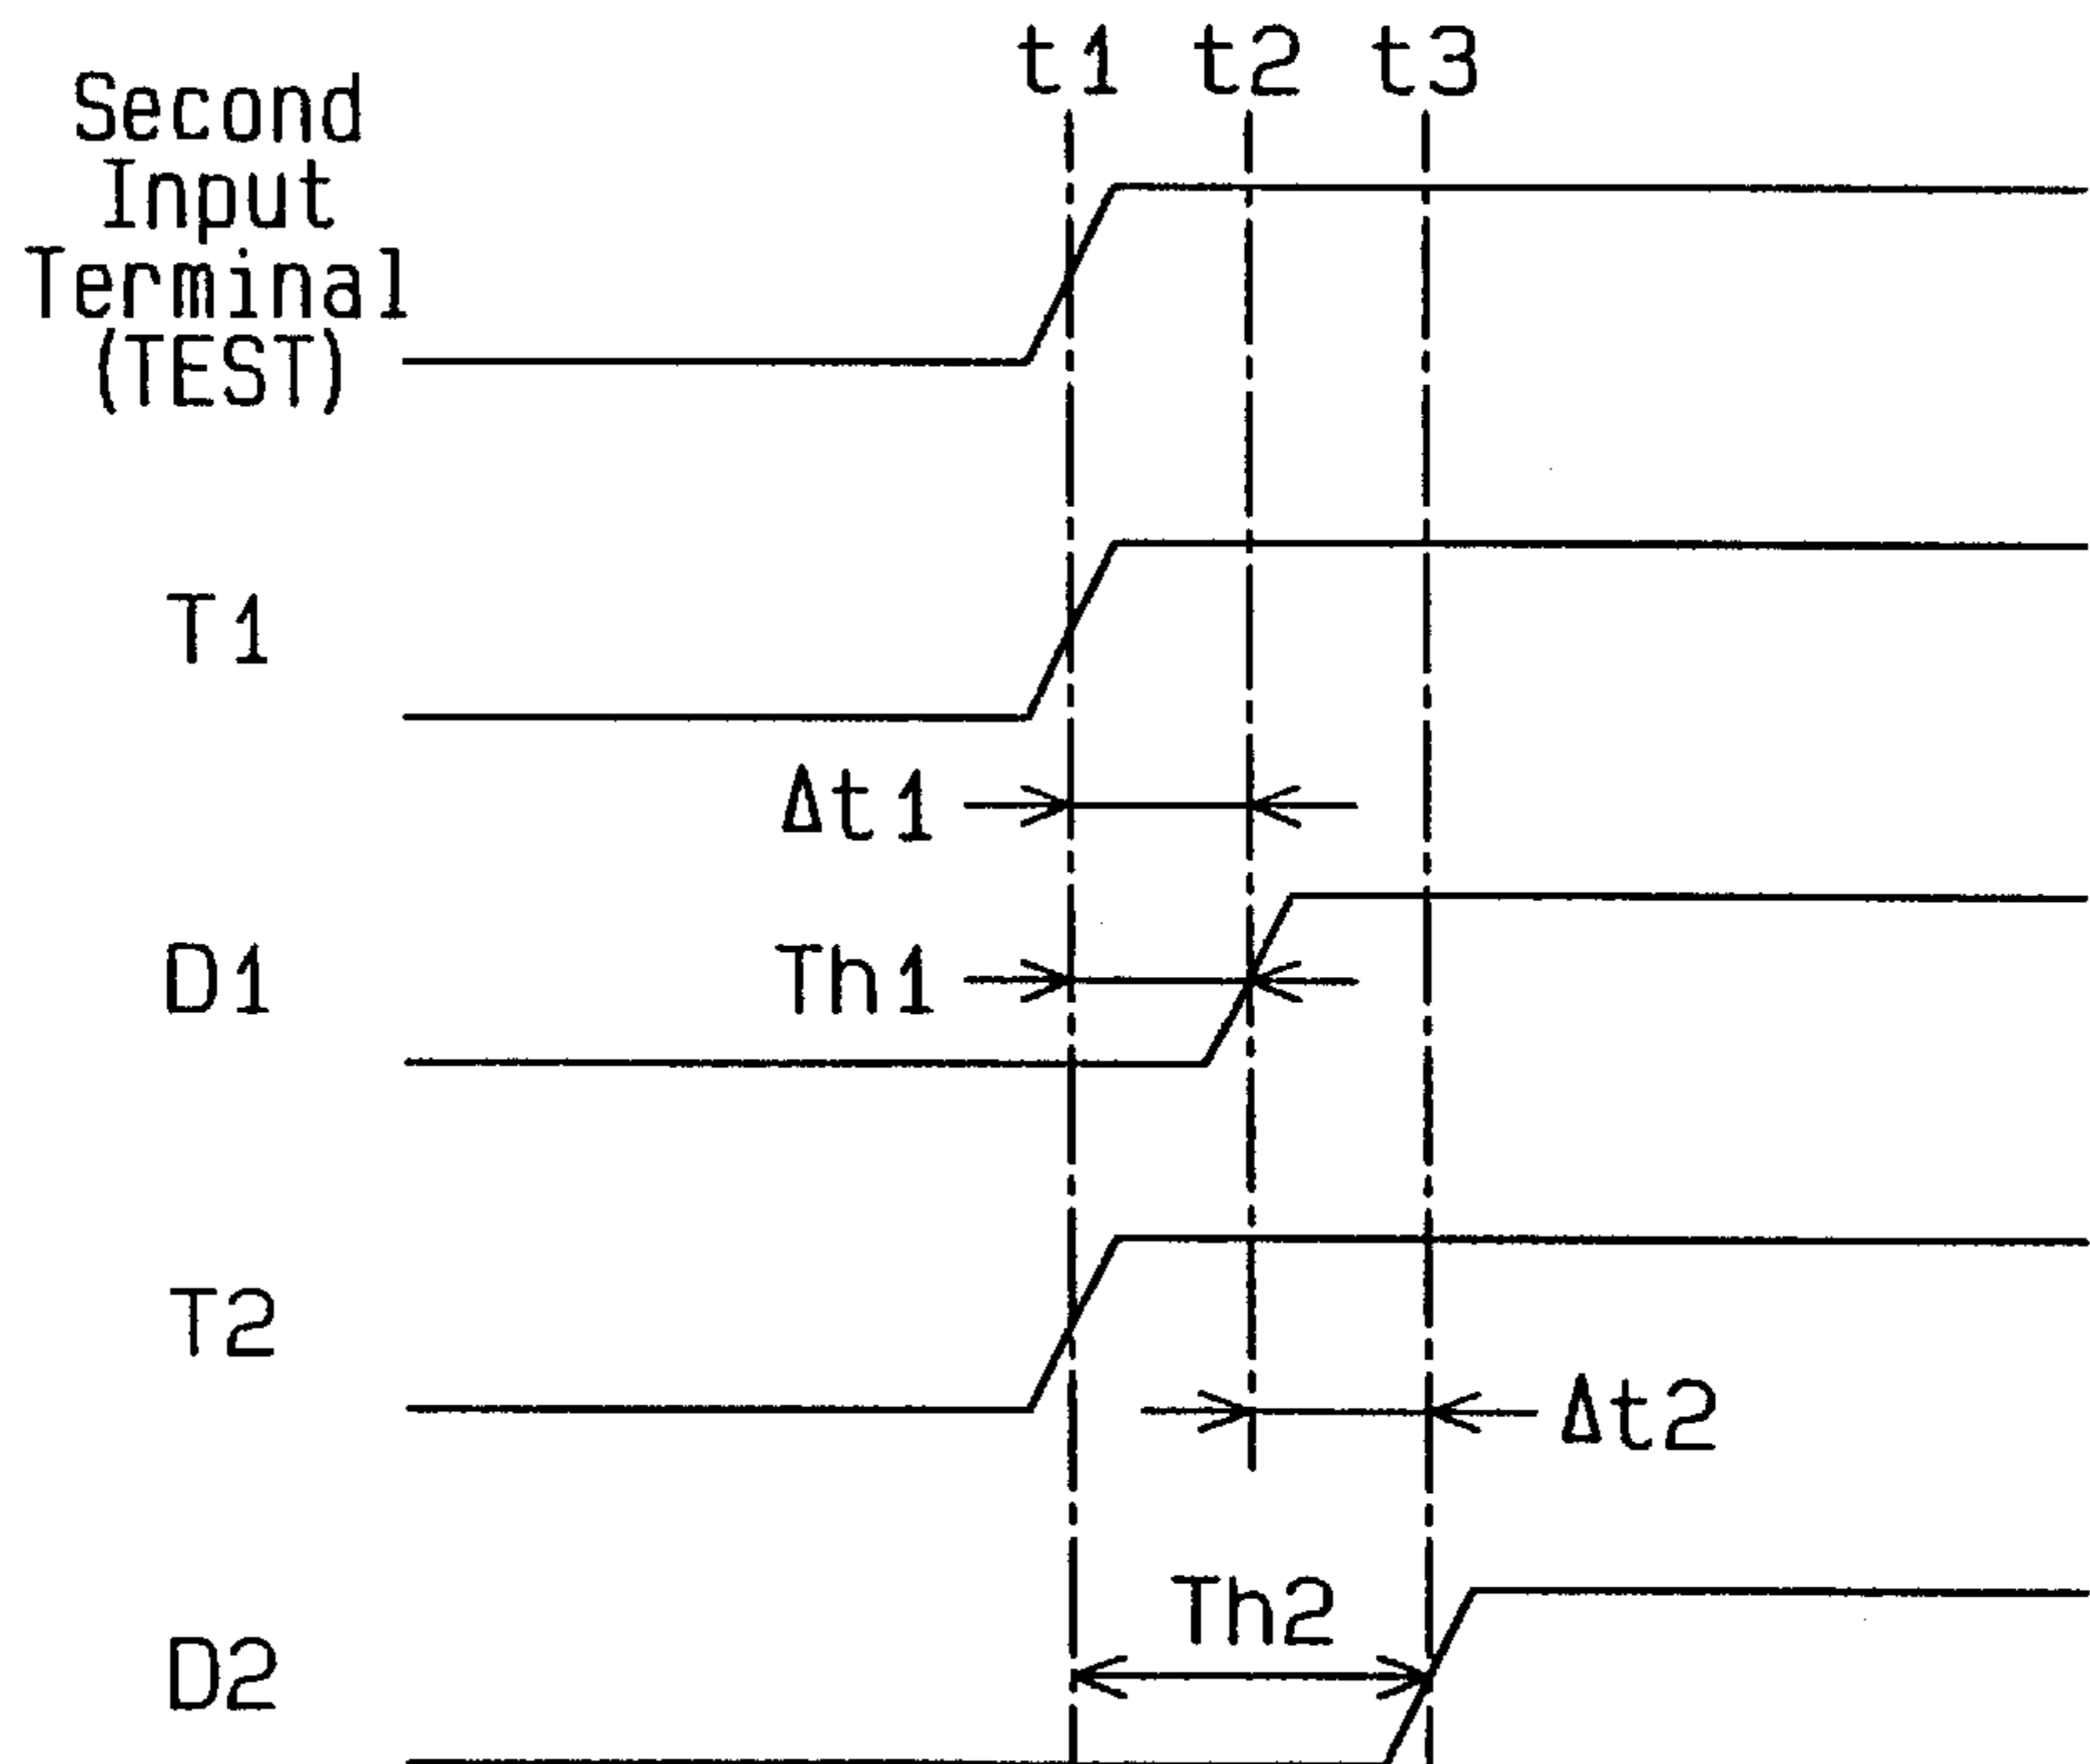 t1 t2 t3
Second
Input
Terminal
(TEST)
T1
Δt1
D1
Th1
T2
Δt2
Th2
D2